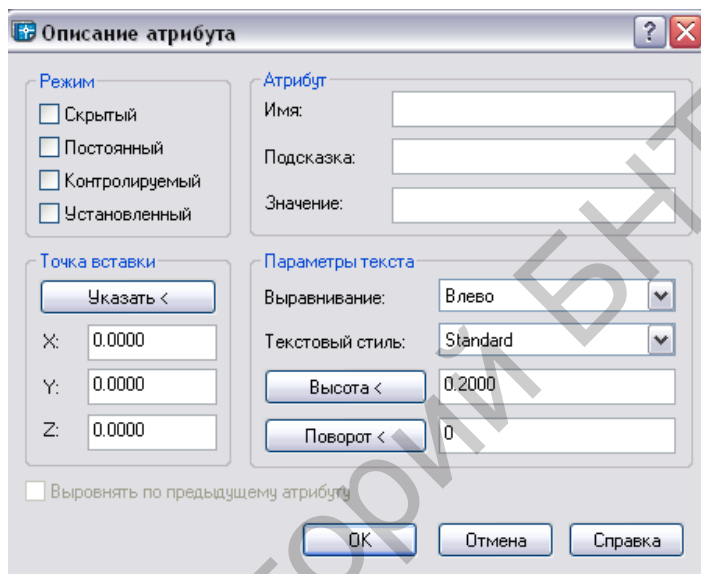 Описание атрибута
Режим
Скрытый
Постоянный
Контролируемый
Установленный
Атрибут
Имя:
Подсказка:
Значение:
Точка вставки
Указать <
X: 0.0000
Y: 0.0000
Z: 0.0000
Параметры текста
Выравнивание: Влево
Текстовый стиль: Standard
Высота < 0.2000
Поворот < 0
Выровнять по предыдущему атрибуту
OK Отмена Справка